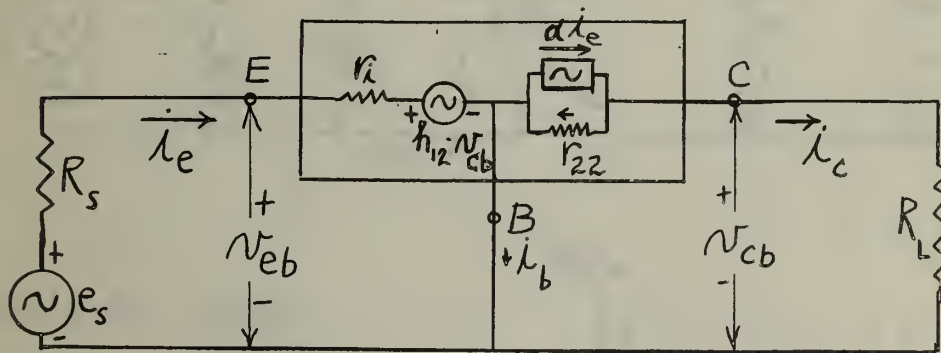 αi_e
E
r_i
~
C
+ ~ -
h_12·v_cb
r_22
i_e
i_c
R_s
+
v_eb
-
B
i_b
+
v_cb
-
R_L
+
~ e_s
-